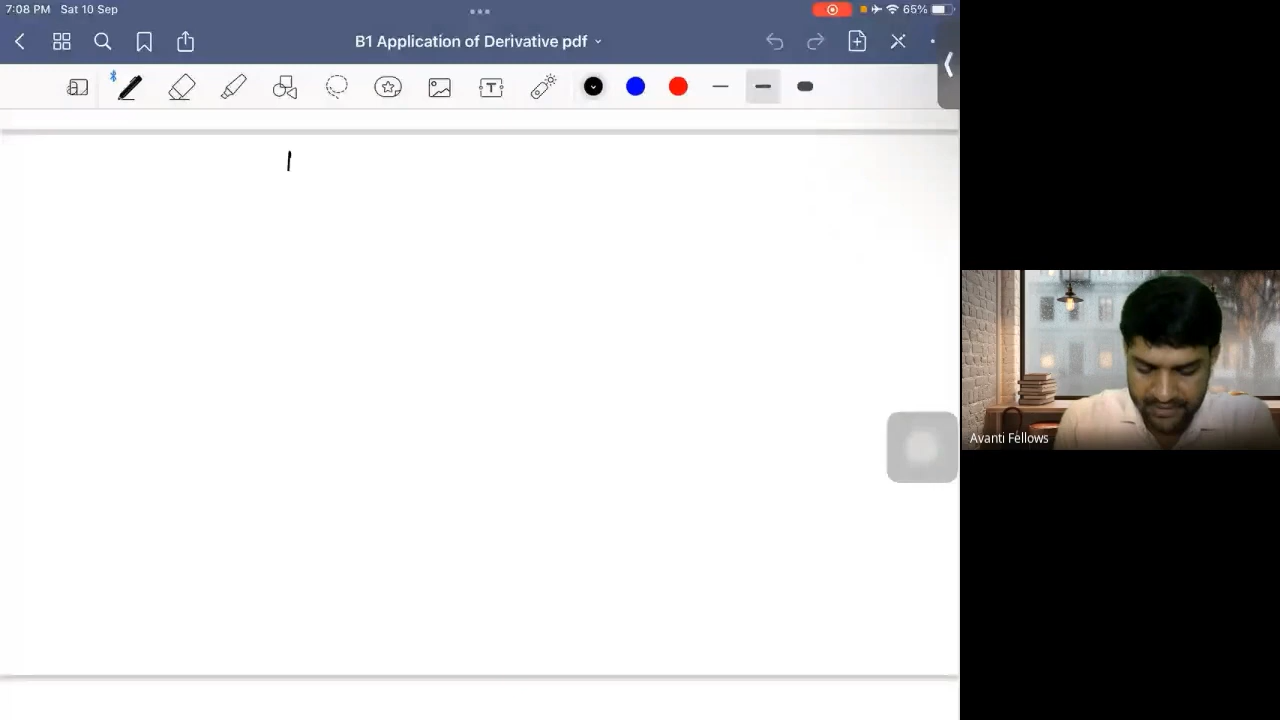 7:08 PM Sat 10 Sep
65%
B1 Application of Derivative pdf
T
Avanti Fellows